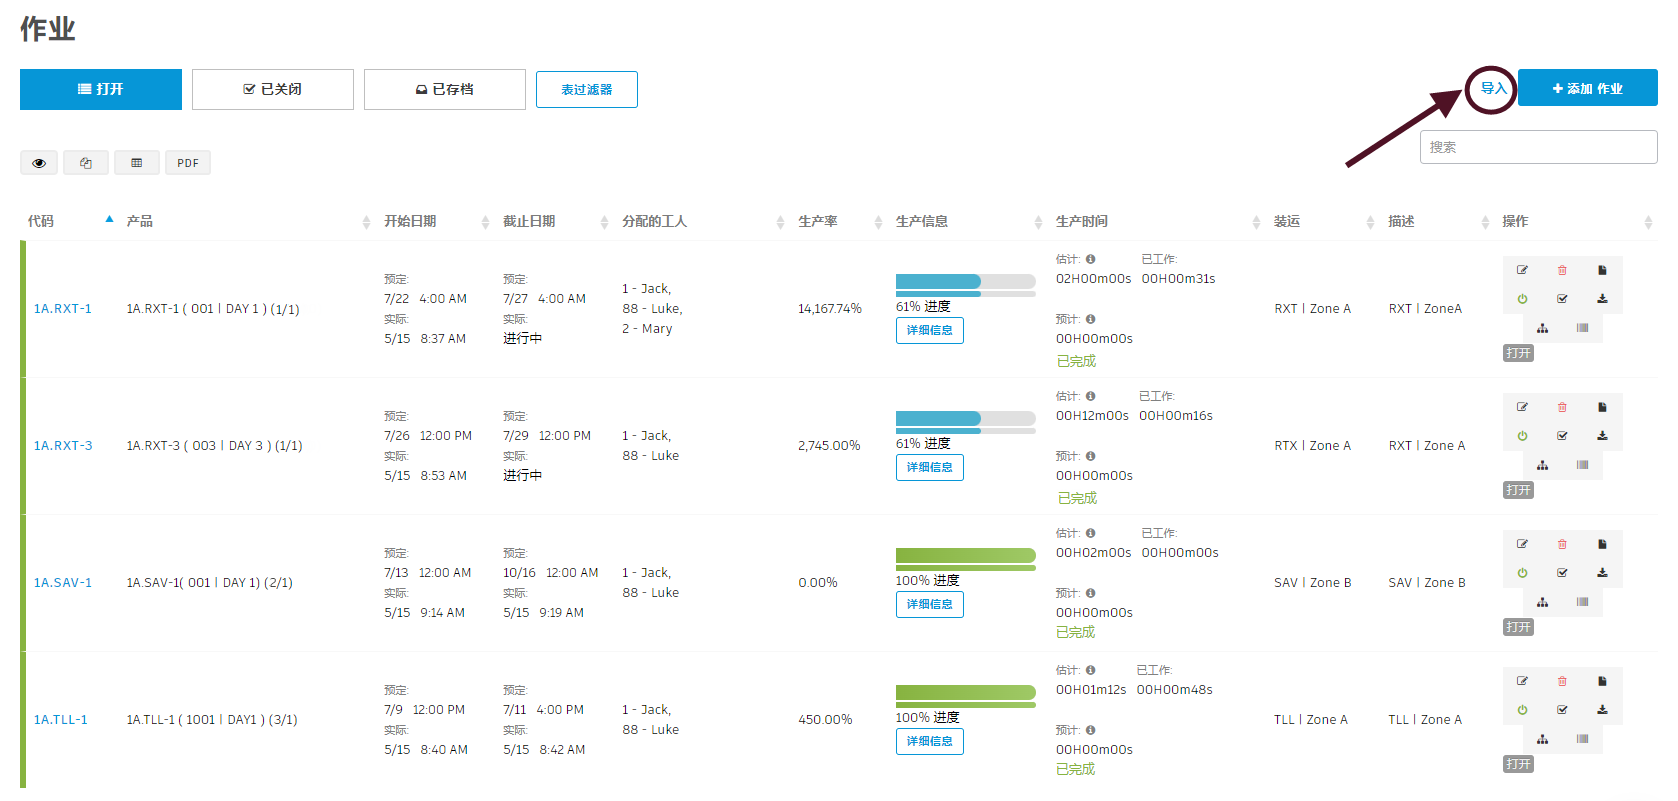 作业
打开
已关闭
已存档
表过滤器
导入
添加 作业
搜索
PDF
代码 产品 开始日期 截止日期 分配的工人 生产率 生产信息 生产时间 装运 描述 操作
1A.RXT-1
1A.RXT-1 ( 001 | DAY 1 ) (1/1)
预定:
7/22 4:00 AM
实际:
5/15 8:37 AM
预定:
7/27 4:00 AM
实际:
进行中
1 - Jack,
88 - Luke,
2 - Mary
14,167.74%
61% 进度
详细信息
估计: 已工作:
02H00m00s 00H00m31s
预计:
00H00m00s
已完成
RXT | Zone A
RXT | ZoneA
打开
1A.RXT-3
1A.RXT-3 ( 003 | DAY 3 ) (1/1)
预定:
7/26 12:00 PM
实际:
5/15 8:53 AM
预定:
7/29 12:00 PM
实际:
进行中
1 - Jack,
88 - Luke
2,745.00%
61% 进度
详细信息
估计: 已工作:
00H12m00s 00H00m16s
预计:
00H00m00s
已完成
RTX | Zone A
RXT | Zone A
打开
1A.SAV-1
1A.SAV-1( 001 | DAY 1) (2/1)
预定:
7/13 12:00 AM
实际:
5/15 9:14 AM
预定:
10/16 12:00 AM
实际:
5/15 9:19 AM
1 - Jack,
88 - Luke
0.00%
100% 进度
详细信息
估计: 已工作:
00H02m00s 00H00m00s
预计:
00H00m00s
已完成
SAV | Zone B
SAV | Zone B
打开
1A.TLL-1
1A.TLL-1 ( 1001 | DAY1 ) (3/1)
预定:
7/9 12:00 PM
实际:
5/15 8:40 AM
预定:
7/11 4:00 PM
实际:
5/15 8:42 AM
1 - Jack,
88 - Luke
450.00%
100% 进度
详细信息
估计: 已工作:
00H01m12s 00H00m48s
预计:
00H00m00s
已完成
TLL | Zone A
TLL | Zone A
打开